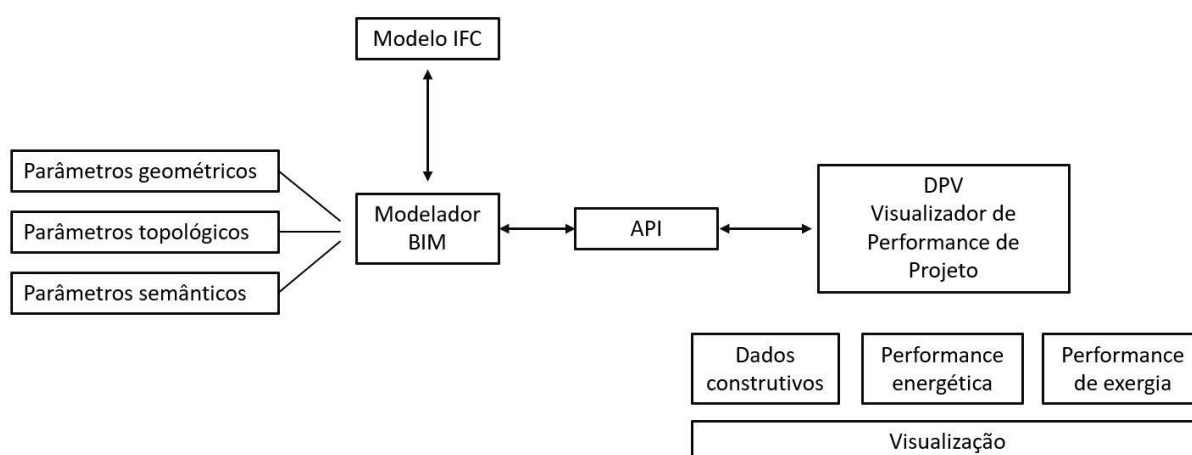 Modelo IFC
Parâmetros geométricos
Parâmetros topológicos
Parâmetros semânticos
Modelador
BIM
API
DPV
Visualizador de
Performance de
Projeto
Dados
construtivos
Performance
energética
Performance
de exergia
Visualização